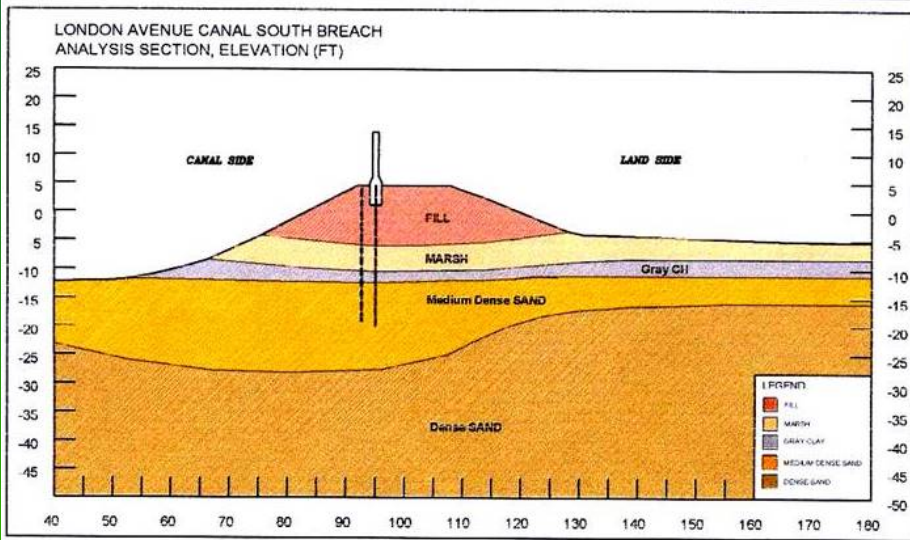 LONDON AVENUE CANAL SOUTH BREACH
ANALYSIS SECTION, ELEVATION (FT)
25 25
20 20
15 15
10 CANAL SIDE LAND SIDE 10
5 5
0 FILL 0
-5 MARSH -5
-10 Gray CH -10
-15 Medium Dense SAND -15
-20 -20
-25 -25
-30 -30
-35 -35
-40 Dense SAND -40
-45 -45
-50
LEGEND
FILL
MARSH
GRAY CLAY
MEDIUM DENSE SAND
DENSE SAND
40 50 60 70 80 90 100 110 120 130 140 150 160 170 180